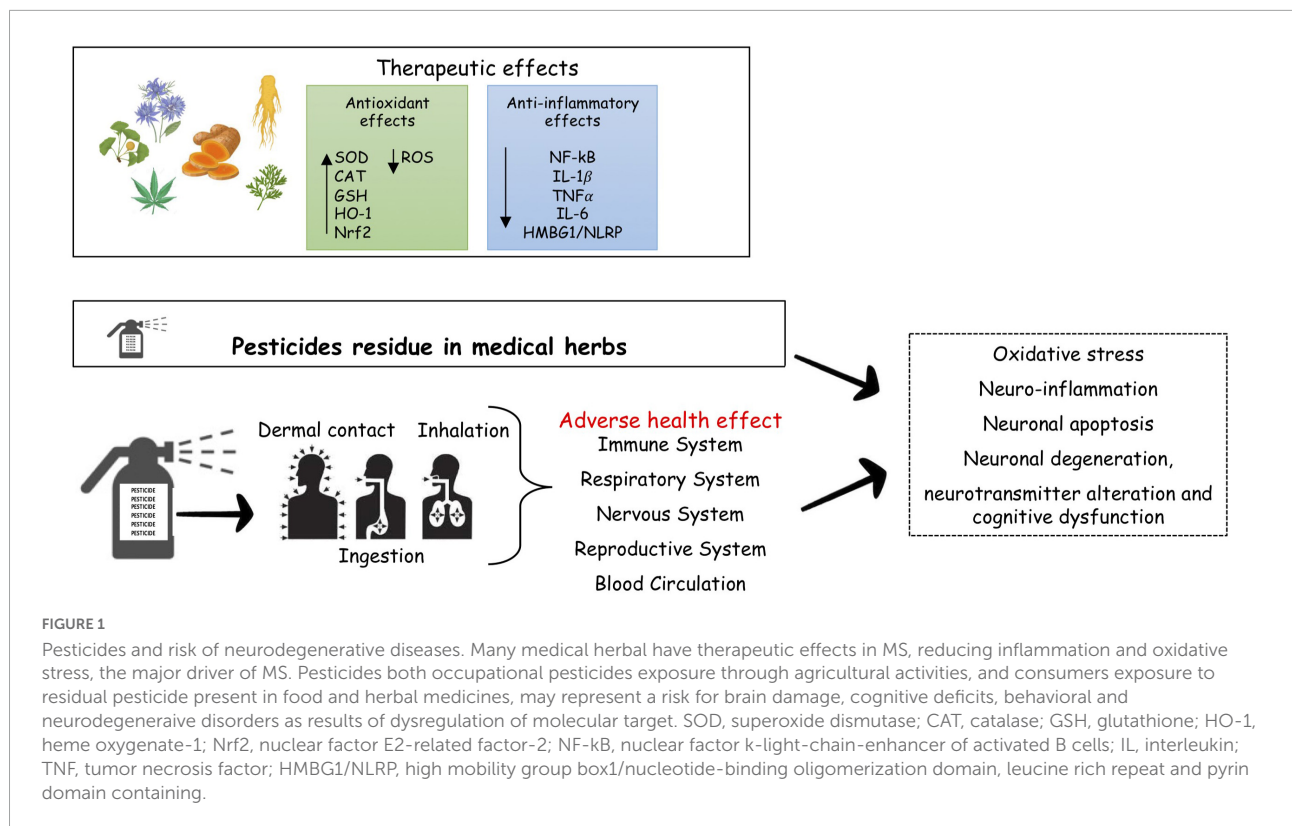 Therapeutic effects
Antioxidant
effects
SOD
CAT
GSH
HO-1
Nrf2
ROS
Anti-inflammatory
effects
NF-kB
IL-1β
TNFα
IL-6
HMBG1/NLRP
Pesticides residue in medical herbs
PESTICIDE
PESTICIDE
PESTICIDE
PESTICIDE
PESTICIDE
PESTICIDE
Dermal contact
Inhalation
Ingestion
Adverse health effect
Immune System
Respiratory System
Nervous System
Reproductive System
Blood Circulation
Oxidative stress
Neuro-inflammation
Neuronal apoptosis
Neuronal degeneration,
neurotransmitter alteration and
cognitive dysfunction
FIGURE 1
Pesticides and risk of neurodegenerative diseases. Many medical herbal have therapeutic effects in MS, reducing inflammation and oxidative
stress, the major driver of MS. Pesticides both occupational pesticides exposure through agricultural activities, and consumers exposure to
residual pesticide present in food and herbal medicines, may represent a risk for brain damage, cognitive deficits, behavioral and
neurodegeneraive disorders as results of dysregulation of molecular target. SOD, superoxide dismutase; CAT, catalase; GSH, glutathione; HO-1,
heme oxygenate-1; Nrf2, nuclear factor E2-related factor-2; NF-kB, nuclear factor k-light-chain-enhancer of activated B cells; IL, interleukin;
TNF, tumor necrosis factor; HMBG1/NLRP, high mobility group box1/nucleotide-binding oligomerization domain, leucine rich repeat and pyrin
domain containing.